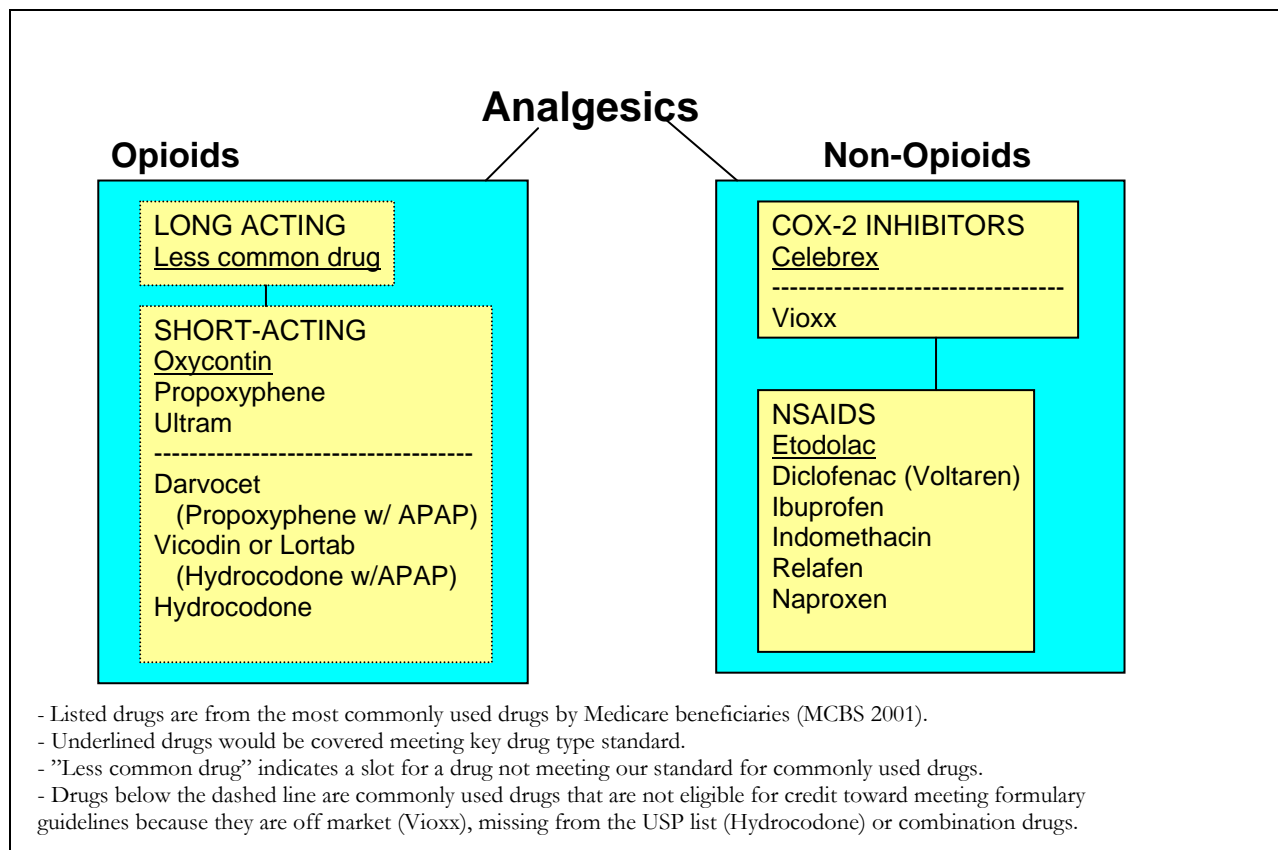 Analgesics
Opioids
LONG ACTING
Less common drug
SHORT-ACTING
Oxycontin
Propoxyphene
Ultram
------------------------------------
Darvocet
(Propoxyphene w/ APAP)
Vicodin or Lortab
(Hydrocodone w/APAP)
Hydrocodone
Non-Opioids
COX-2 INHIBITORS
Celebrex
---------------------------------
Vioxx
NSAIDS
Etodolac
Diclofenac (Voltaren)
Ibuprofen
Indomethacin
Relafen
Naproxen
- Listed drugs are from the most commonly used drugs by Medicare beneficiaries (MCBS 2001).
- Underlined drugs would be covered meeting key drug type standard.
- ”Less common drug” indicates a slot for a drug not meeting our standard for commonly used drugs.
- Drugs below the dashed line are commonly used drugs that are not eligible for credit toward meeting formulary
guidelines because they are off market (Vioxx), missing from the USP list (Hydrocodone) or combination drugs.